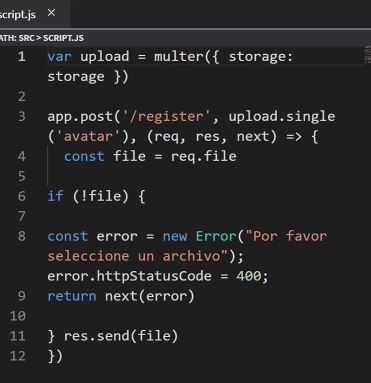 script.js ×
ATH: SRC > SCRIPT.JS
1 var upload = multer({ storage:
storage })
2
3 app.post('/register', upload.single
('avatar'), (req, res, next) => {
4 const file = req.file
5
6 if (!file) {
7
8 const error = new Error("Por favor
seleccione un archivo");
error.httpStatusCode = 400;
9 return next(error)
10
11 } res.send(file)
12 })